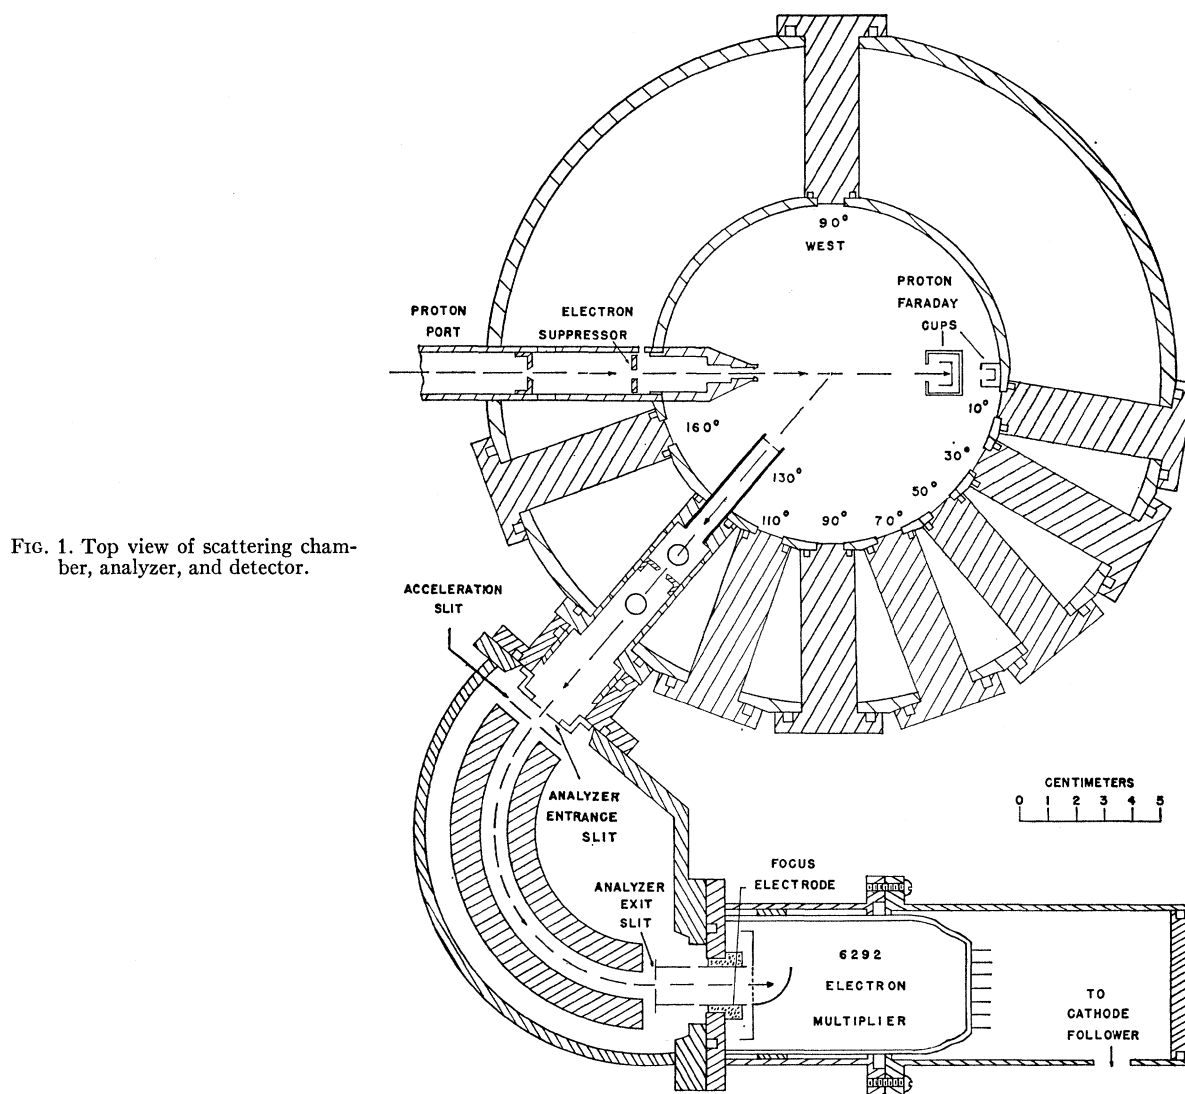 90°
WEST
PROTON
FARADAY
CUPS
PROTON
PORT
ELECTRON
SUPPRESSOR
10°
160°
30°
130°
50°
110°
90°
70°
FIG. 1. Top view of scattering cham-
ber, analyzer, and detector.
ACCELERATION
SLIT
CENTIMETERS
0 1 2 3 4 5
ANALYZER
ENTRANCE
SLIT
FOCUS
ELECTRODE
ANALYZER
EXIT
SLIT
6292
ELECTRON
MULTIPLIER
TO
CATHODE
FOLLOWER